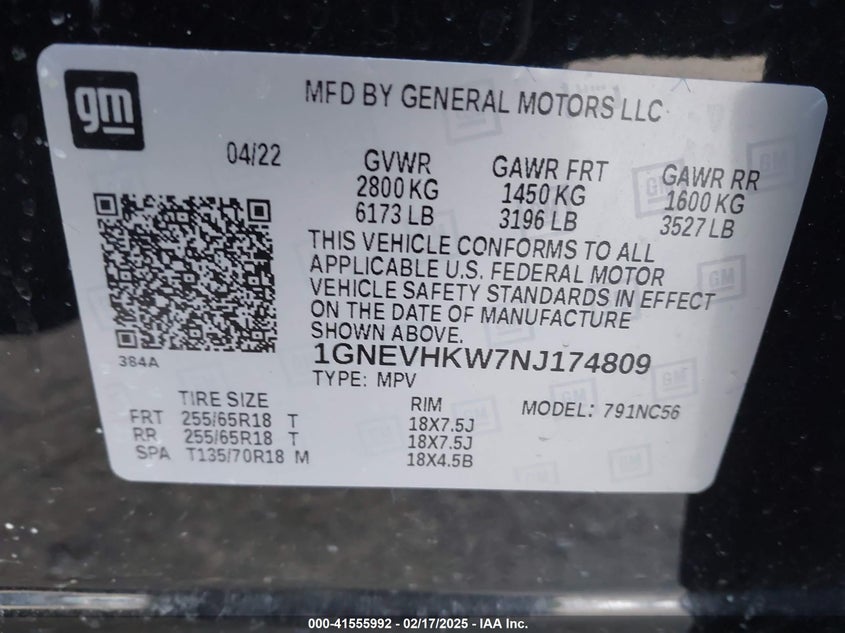 gm
MFD BY GENERAL MOTORS LLC
04/22
GVWR
2800 KG
6173 LB
GAWR FRT
1450 KG
3196 LB
GAWR RR
1600 KG
3527 LB
THIS VEHICLE CONFORMS TO ALL
APPLICABLE U.S. FEDERAL MOTOR
VEHICLE SAFETY STANDARDS IN EFFECT
ON THE DATE OF MANUFACTURE
SHOWN ABOVE.
384A
1GNEVHKW7NJ174809
TYPE: MPV
TIRE SIZE
RIM
MODEL: 791NC56
FRT 255/65R18 T 18X7.5J
RR 255/65R18 T 18X7.5J
SPA T135/70R18 M 18X4.5B
000-41555992 - 02/17/2025 - IAA Inc.